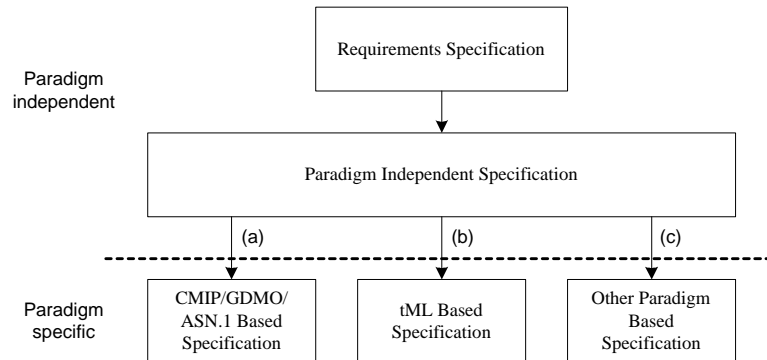 Requirements Specification
Paradigm
independent
Paradigm Independent Specification
(a)
(b)
(c)
Paradigm
specific
CMIP/GDMO/
ASN.1 Based
Specification
tML Based
Specification
Other Paradigm
Based
Specification